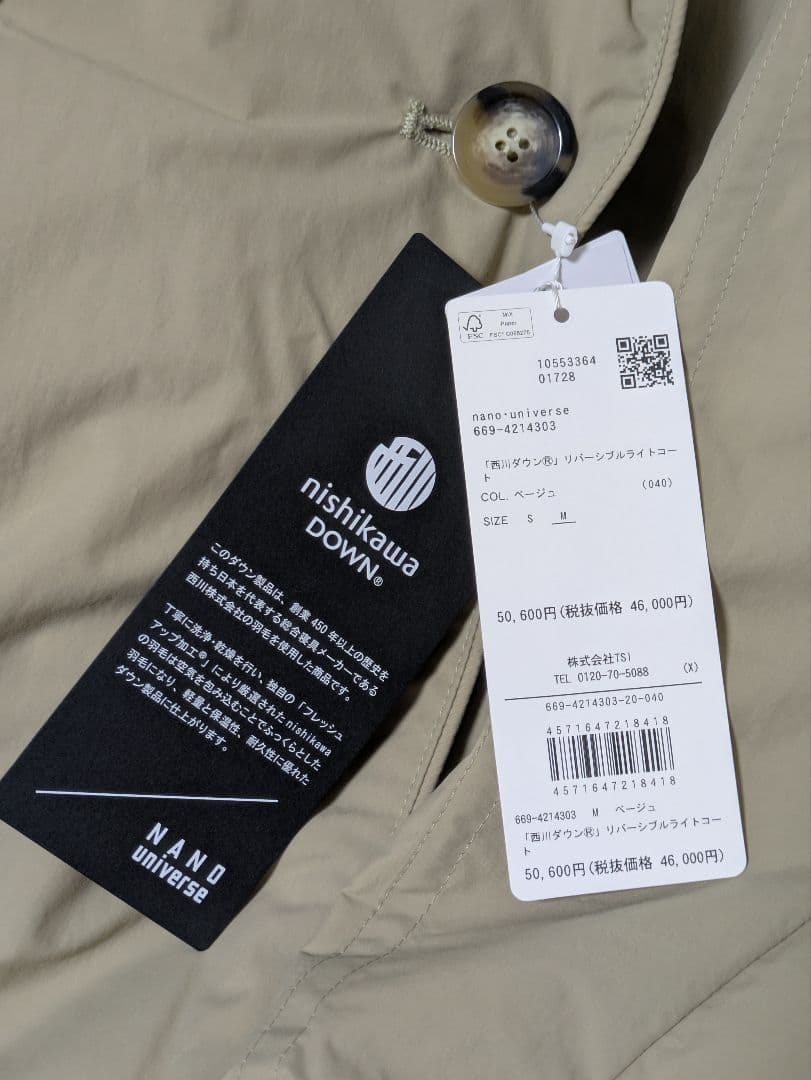 nishikawa
DOWN®
このダウン製品は、創業450年以上の歴史を
持ち日本を代表する総合寝具メーカーである
西川株式会社の羽毛を使用した商品です。
丁寧に洗浄・乾燥を行い、独自の「フレッシュ
アップ加工®」により厳選されたnishikawa
の羽毛は空気を包み込むことでふっくらとした
羽毛になり、軽量と保温性、耐久性に優れた
ダウン製品に仕上がります。
NANO
universe
FSC
MIX
Paper
10553364
01728
nano・universe
669-4214303
「西川ダウン®」リバーシブルライトコー
ト
COL. ベージュ (040)
SIZE S M
50,600円(税抜価格 46,000円)
株式会社TSI
TEL 0120-70-5088 (X)
669-4214303-20-040
4571647218418
4571647218418
669-4214303 M ベージュ
「西川ダウン®」リバーシブルライトコー
ト
50,600円(税抜価格 46,000円)